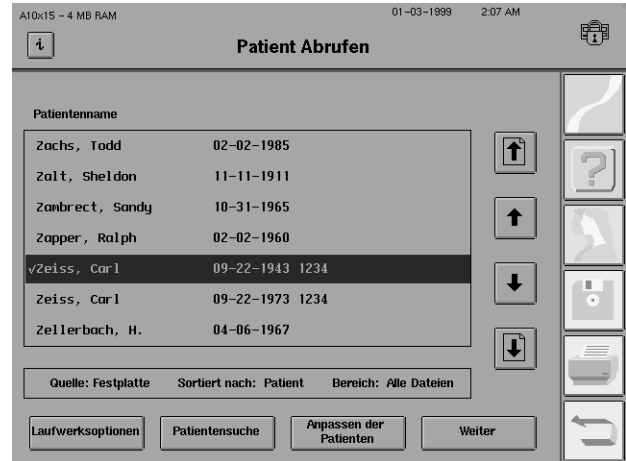 A10x15 - 4 MB RAM 01-03-1999 2:07 AM
i Patient Abrufen
Patientenname
Zachs, Todd 02-02-1985
Zalt, Sheldon 11-11-1911
Zambrect, Sandy 10-31-1965
Zapper, Ralph 02-02-1960
√Zeiss, Carl 09-22-1943 1234
Zeiss, Carl 09-22-1973 1234
Zellerbach, H. 04-06-1967
Quelle: Festplatte Sortiert nach: Patient Bereich: Alle Dateien
Laufwerksoptionen Patientensuche Anpassen der Patienten Weiter